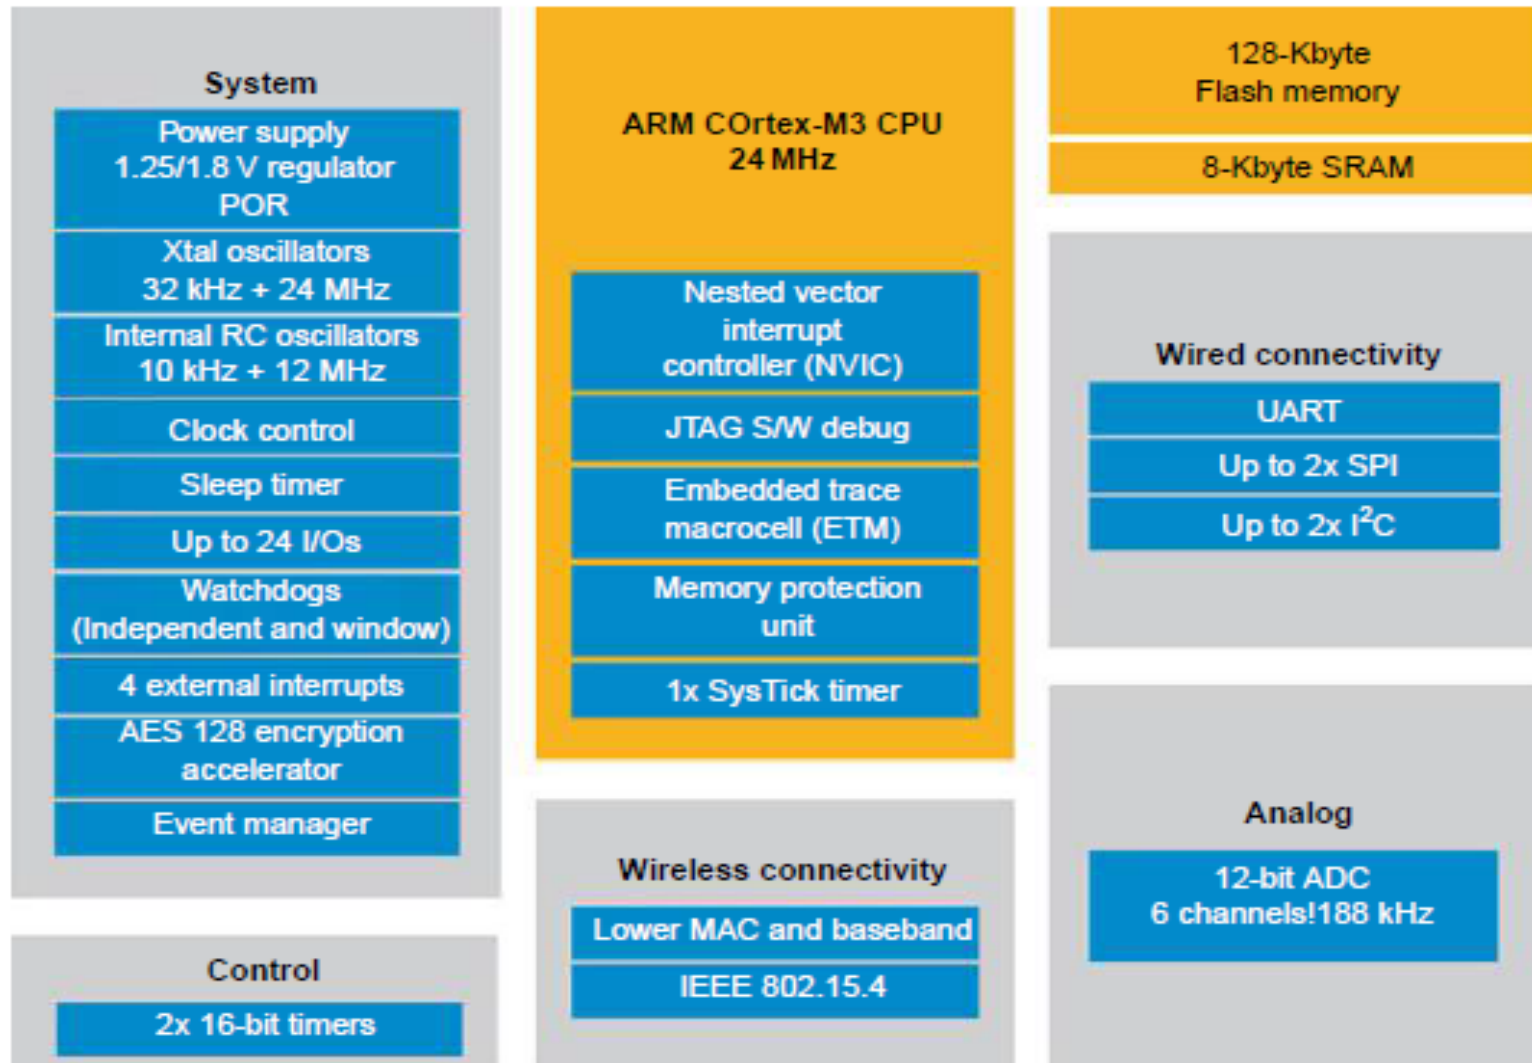 System
Power supply
1.25/1.8 V regulator
POR
Xtal oscillators
32 kHz + 24 MHz
Internal RC oscillators
10 kHz + 12 MHz
Clock control
Sleep timer
Up to 24 I/Os
Watchdogs
(Independent and window)
4 external interrupts
AES 128 encryption
accelerator
Event manager
Control
2x 16-bit timers
ARM COrtex-M3 CPU
24 MHz
Nested vector
interrupt
controller (NVIC)
JTAG S/W debug
Embedded trace
macrocell (ETM)
Memory protection
unit
1x SysTick timer
Wireless connectivity
Lower MAC and baseband
IEEE 802.15.4
128-Kbyte
Flash memory
8-Kbyte SRAM
Wired connectivity
UART
Up to 2x SPI
Up to 2x I²C
Analog
12-bit ADC
6 channels!188 kHz